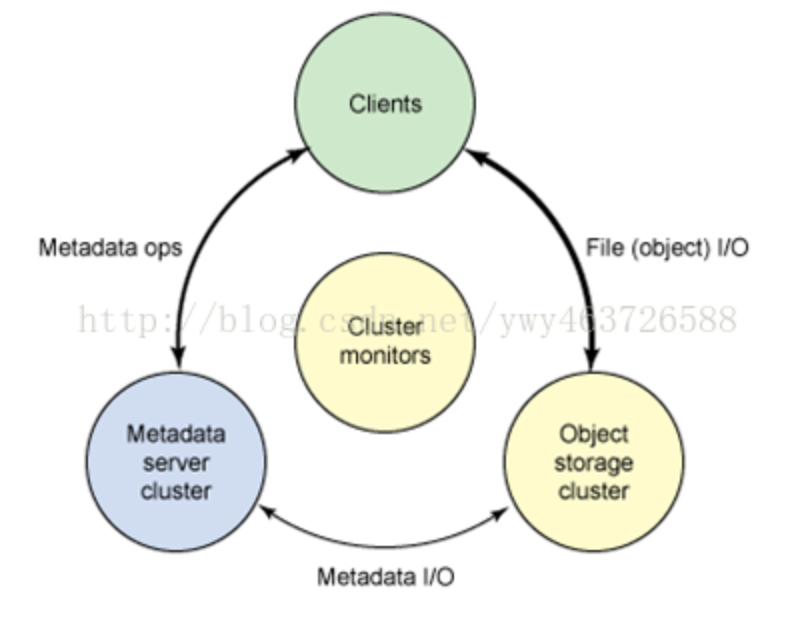 Clients
Metadata ops
File (object) I/O
http://blog.csdn.net/ywy463726588
Cluster
monitors
Metadata
server
cluster
Object
storage
cluster
Metadata I/O